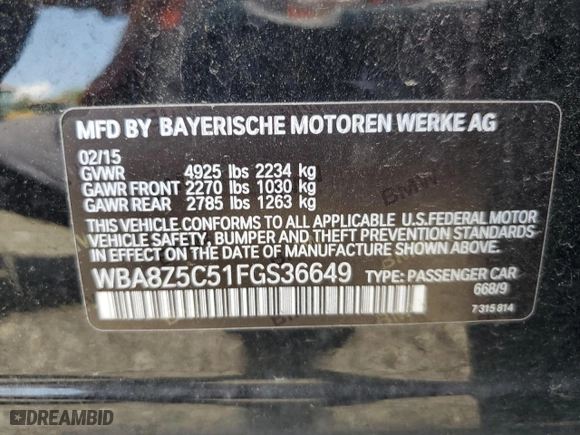 MFD BY BAYERISCHE MOTOREN WERKE AG
02/15
GVWR 4925 lbs 2234 kg
GAWR FRONT 2270 lbs 1030 kg
GAWR REAR 2785 lbs 1263 kg
THIS VEHICLE CONFORMS TO ALL APPLICABLE U.S. FEDERAL MOTOR
VEHICLE SAFETY, BUMPER AND THEFT PREVENTION STANDARDS
IN EFFECT ON THE DATE OF MANUFACTURE SHOWN ABOVE.
WBA8Z5C51FGS36649 TYPE: PASSENGER CAR
668/9
7 315 814
DREAMBID